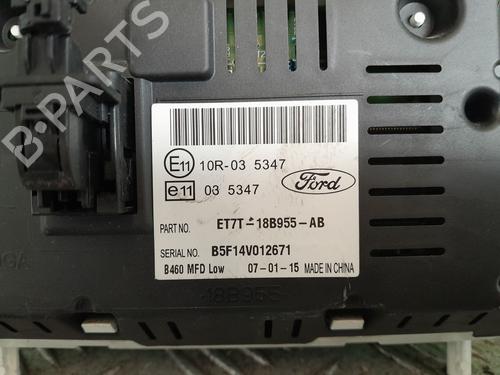 B-PARTS
E11 10R-03 5347
e11 03 5347
Ford
PART NO. ET7T-18B955-AB
SERIAL NO. B5F14V012671
B460 MFD Low 07-01-15 MADE IN CHINA
18B955